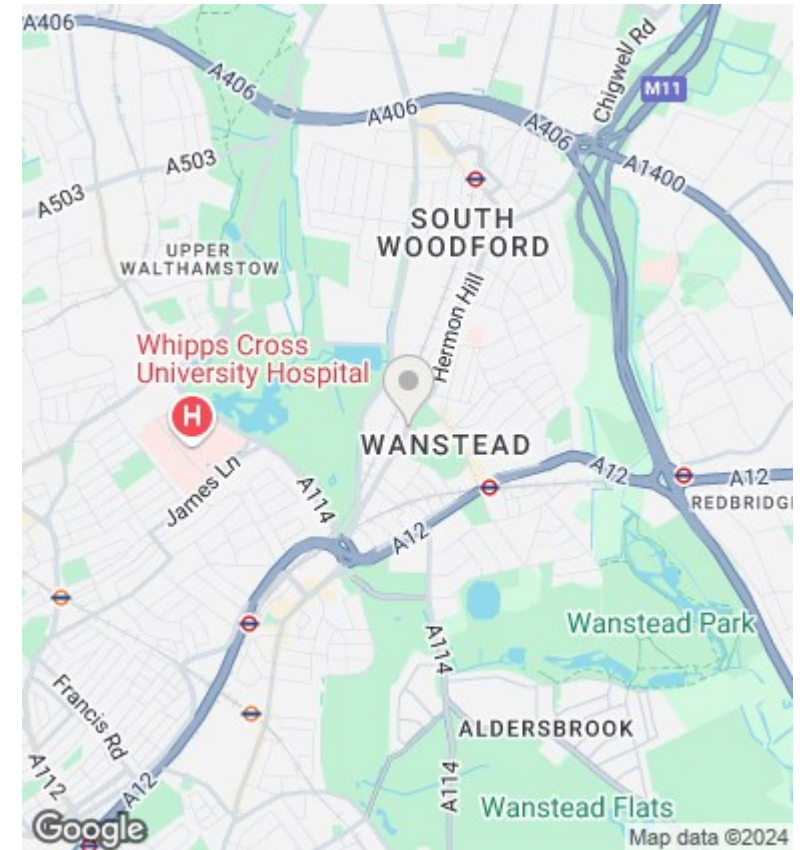 A406
A406
A406
A406
Chigwell Rd
M11
A1400
A503
A503
SOUTH
WOODFORD
UPPER
WALTHAMSTOW
Hermon Hill
Whipps Cross
University Hospital
H
WANSTEAD
James Ln
A114
A12
A12
A12
REDBRIDGE
Wanstead Park
A114
Francis Rd
ALDERSBROOK
A112
A12
A114
Wanstead Flats
Google
Map data ©2024